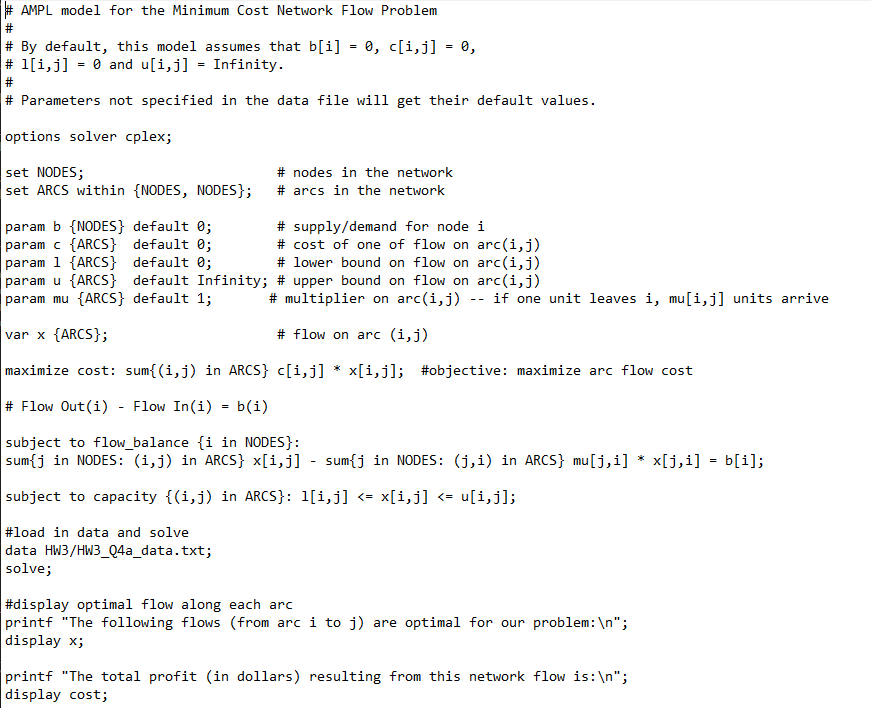 # AMPL model for the Minimum Cost Network Flow Problem
#
# By default, this model assumes that b[i] = 0, c[i,j] = 0,
# l[i,j] = 0 and u[i,j] = Infinity.
#
# Parameters not specified in the data file will get their default values.
options solver cplex;
set NODES; # nodes in the network
set ARCS within {NODES, NODES}; # arcs in the network
param b {NODES} default 0; # supply/demand for node i
param c {ARCS} default 0; # cost of one of flow on arc(i,j)
param l {ARCS} default 0; # lower bound on flow on arc(i,j)
param u {ARCS} default Infinity; # upper bound on flow on arc(i,j)
param mu {ARCS} default 1; # multiplier on arc(i,j) -- if one unit leaves i, mu[i,j] units arrive
var x {ARCS}; # flow on arc (i,j)
maximize cost: sum{(i,j) in ARCS} c[i,j] * x[i,j]; #objective: maximize arc flow cost
# Flow Out(i) - Flow In(i) = b(i)
subject to flow_balance {i in NODES}:
sum{j in NODES: (i,j) in ARCS} x[i,j] - sum{j in NODES: (j,i) in ARCS} mu[j,i] * x[j,i] = b[i];
subject to capacity {(i,j) in ARCS}: l[i,j] <= x[i,j] <= u[i,j];
#load in data and solve
data HW3/HW3_Q4a_data.txt;
solve;
#display optimal flow along each arc
printf "The following flows (from arc i to j) are optimal for our problem:\n";
display x;
printf "The total profit (in dollars) resulting from this network flow is:\n";
display cost;